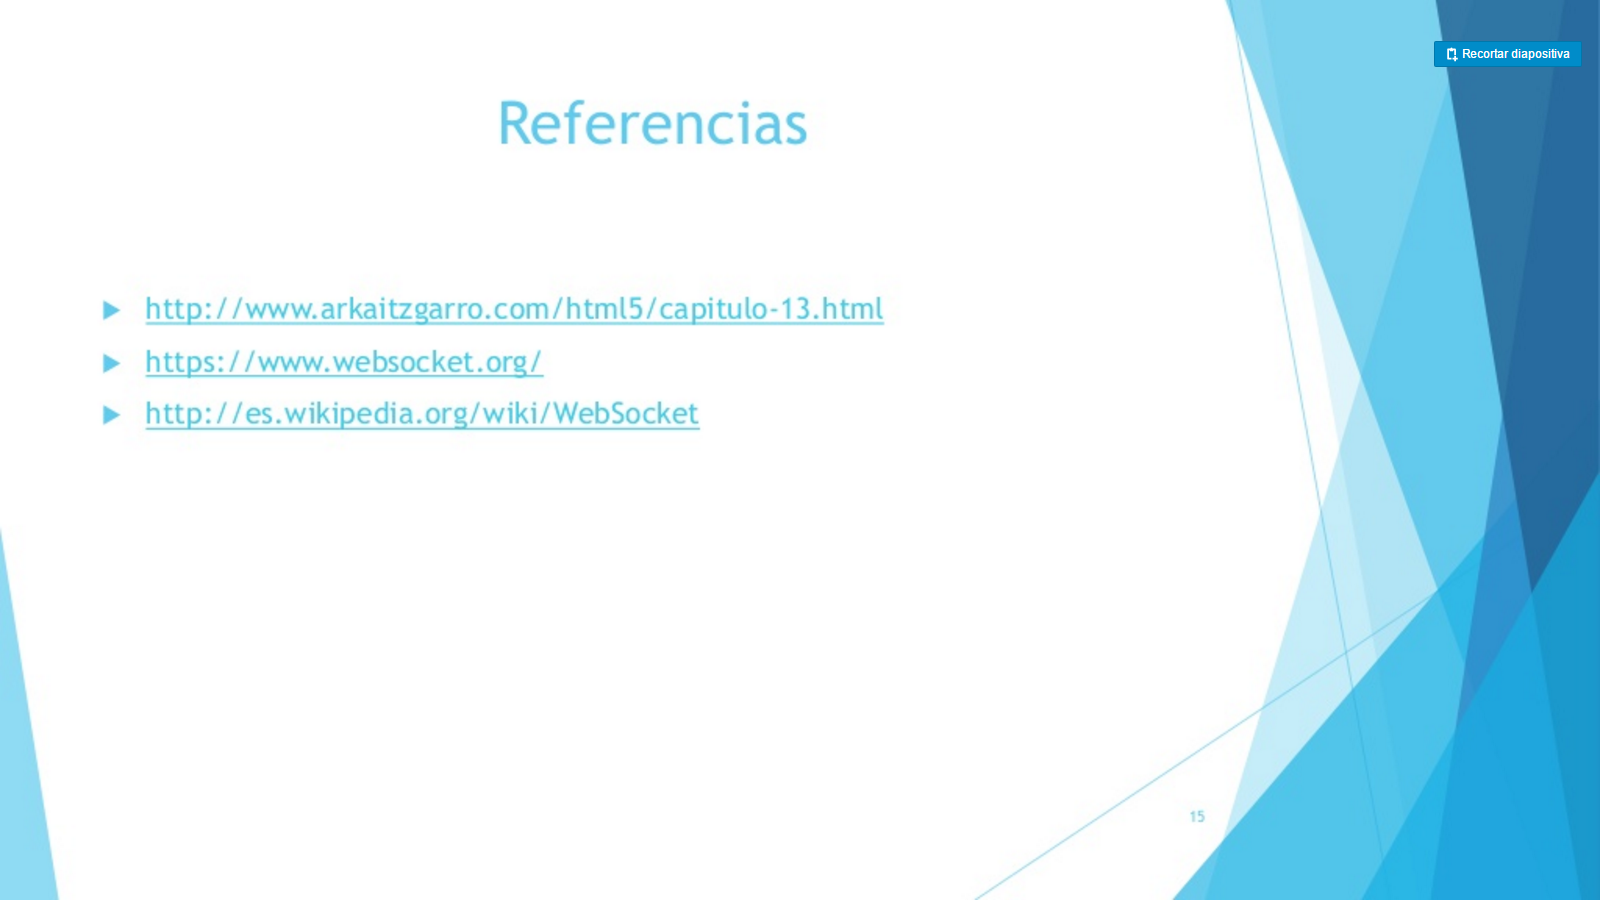 Recortar diapositiva
Referencias
http://www.arkaitzgarro.com/html5/capitulo-13.html
https://www.websocket.org/
http://es.wikipedia.org/wiki/WebSocket
15